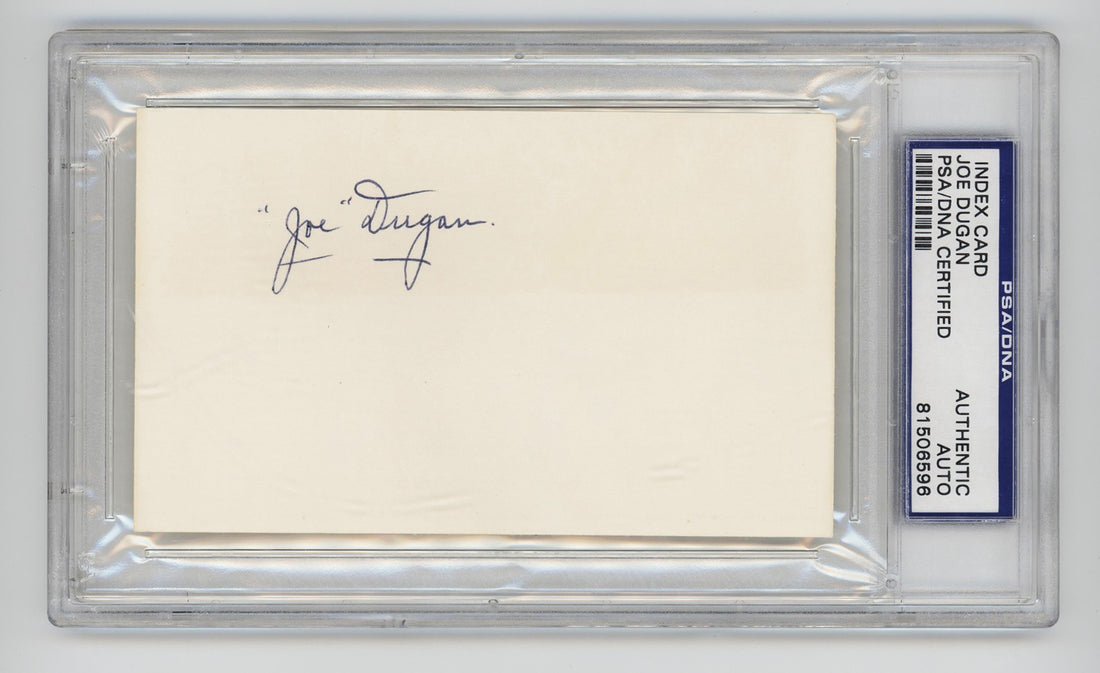 "Joe" Dugan.
PSA/DNA
INDEX CARD
JOE DUGAN
PSA/DNA CERTIFIED
AUTHENTIC
AUTO
81506596